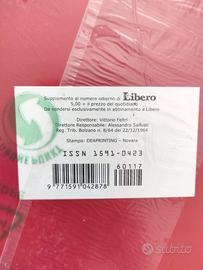 Supplemento al numero odierno di Libero
5,00 + il prezzo del quotidiano
Da vendersi esclusivamente in abbinamento a Libero
Direttore: Vittorio Feltri
Direttore Responsabile: Alessandro Sallusti
Reg. Trib. Bolzano n. 8/64 del 22/12/1964
Stampa: DEAPRINTING – Novara
ISSN 1591-0423
60117
9 771591 042878
subito